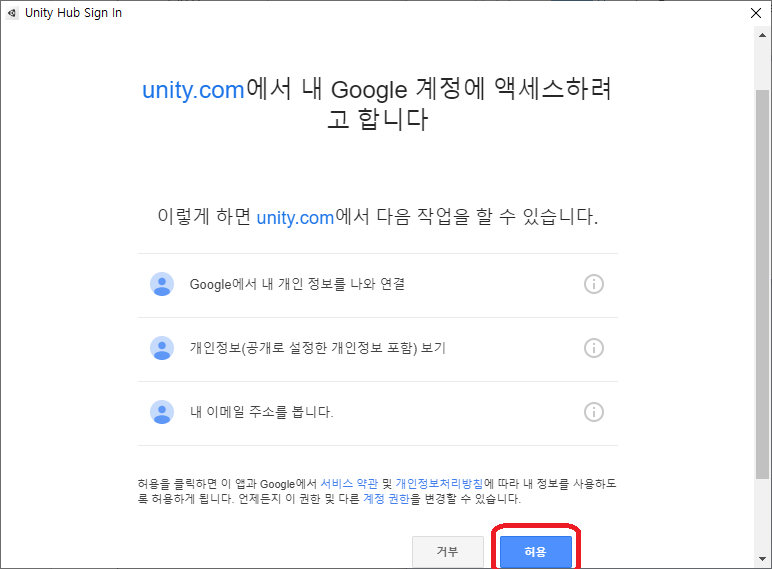 Unity Hub Sign In
unity.com에서 내 Google 계정에 액세스하려
고 합니다
이렇게 하면 unity.com에서 다음 작업을 할 수 있습니다.
Google에서 내 개인 정보를 나와 연결
개인정보(공개로 설정한 개인정보 포함) 보기
내 이메일 주소를 봅니다.
허용을 클릭하면 이 앱과 Google에서 서비스 약관 및 개인정보처리방침에 따라 내 정보를 사용하도
록 허용하게 됩니다. 언제든지 이 권한 및 다른 계정 권한을 변경할 수 있습니다.
거부 허용